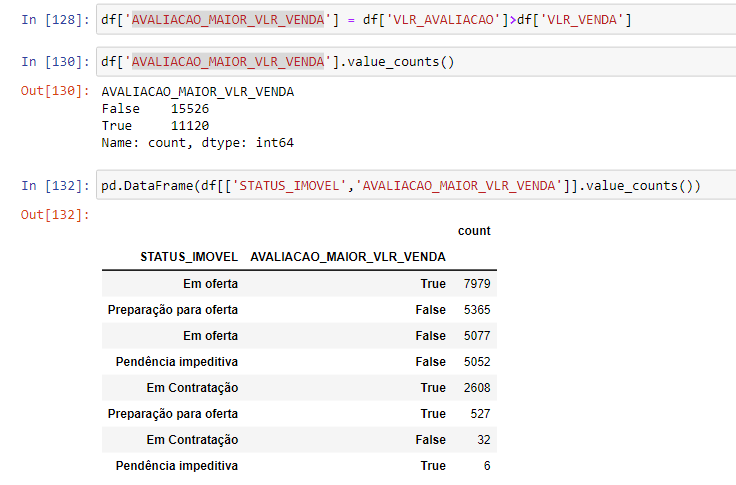 In [128]: df['AVALIACAO_MAIOR_VLR_VENDA'] = df['VLR_AVALIACAO']>df['VLR_VENDA']
In [130]: df['AVALIACAO_MAIOR_VLR_VENDA'].value_counts()
Out[130]: AVALIACAO_MAIOR_VLR_VENDA
False    15526
True     11120
Name: count, dtype: int64
In [132]: pd.DataFrame(df[['STATUS_IMOVEL','AVALIACAO_MAIOR_VLR_VENDA']].value_counts())
Out[132]:
count
STATUS_IMOVEL AVALIACAO_MAIOR_VLR_VENDA
Em oferta True 7979
Preparação para oferta False 5365
Em oferta False 5077
Pendência impeditiva False 5052
Em Contratação True 2608
Preparação para oferta True 527
Em Contratação False 32
Pendência impeditiva True 6